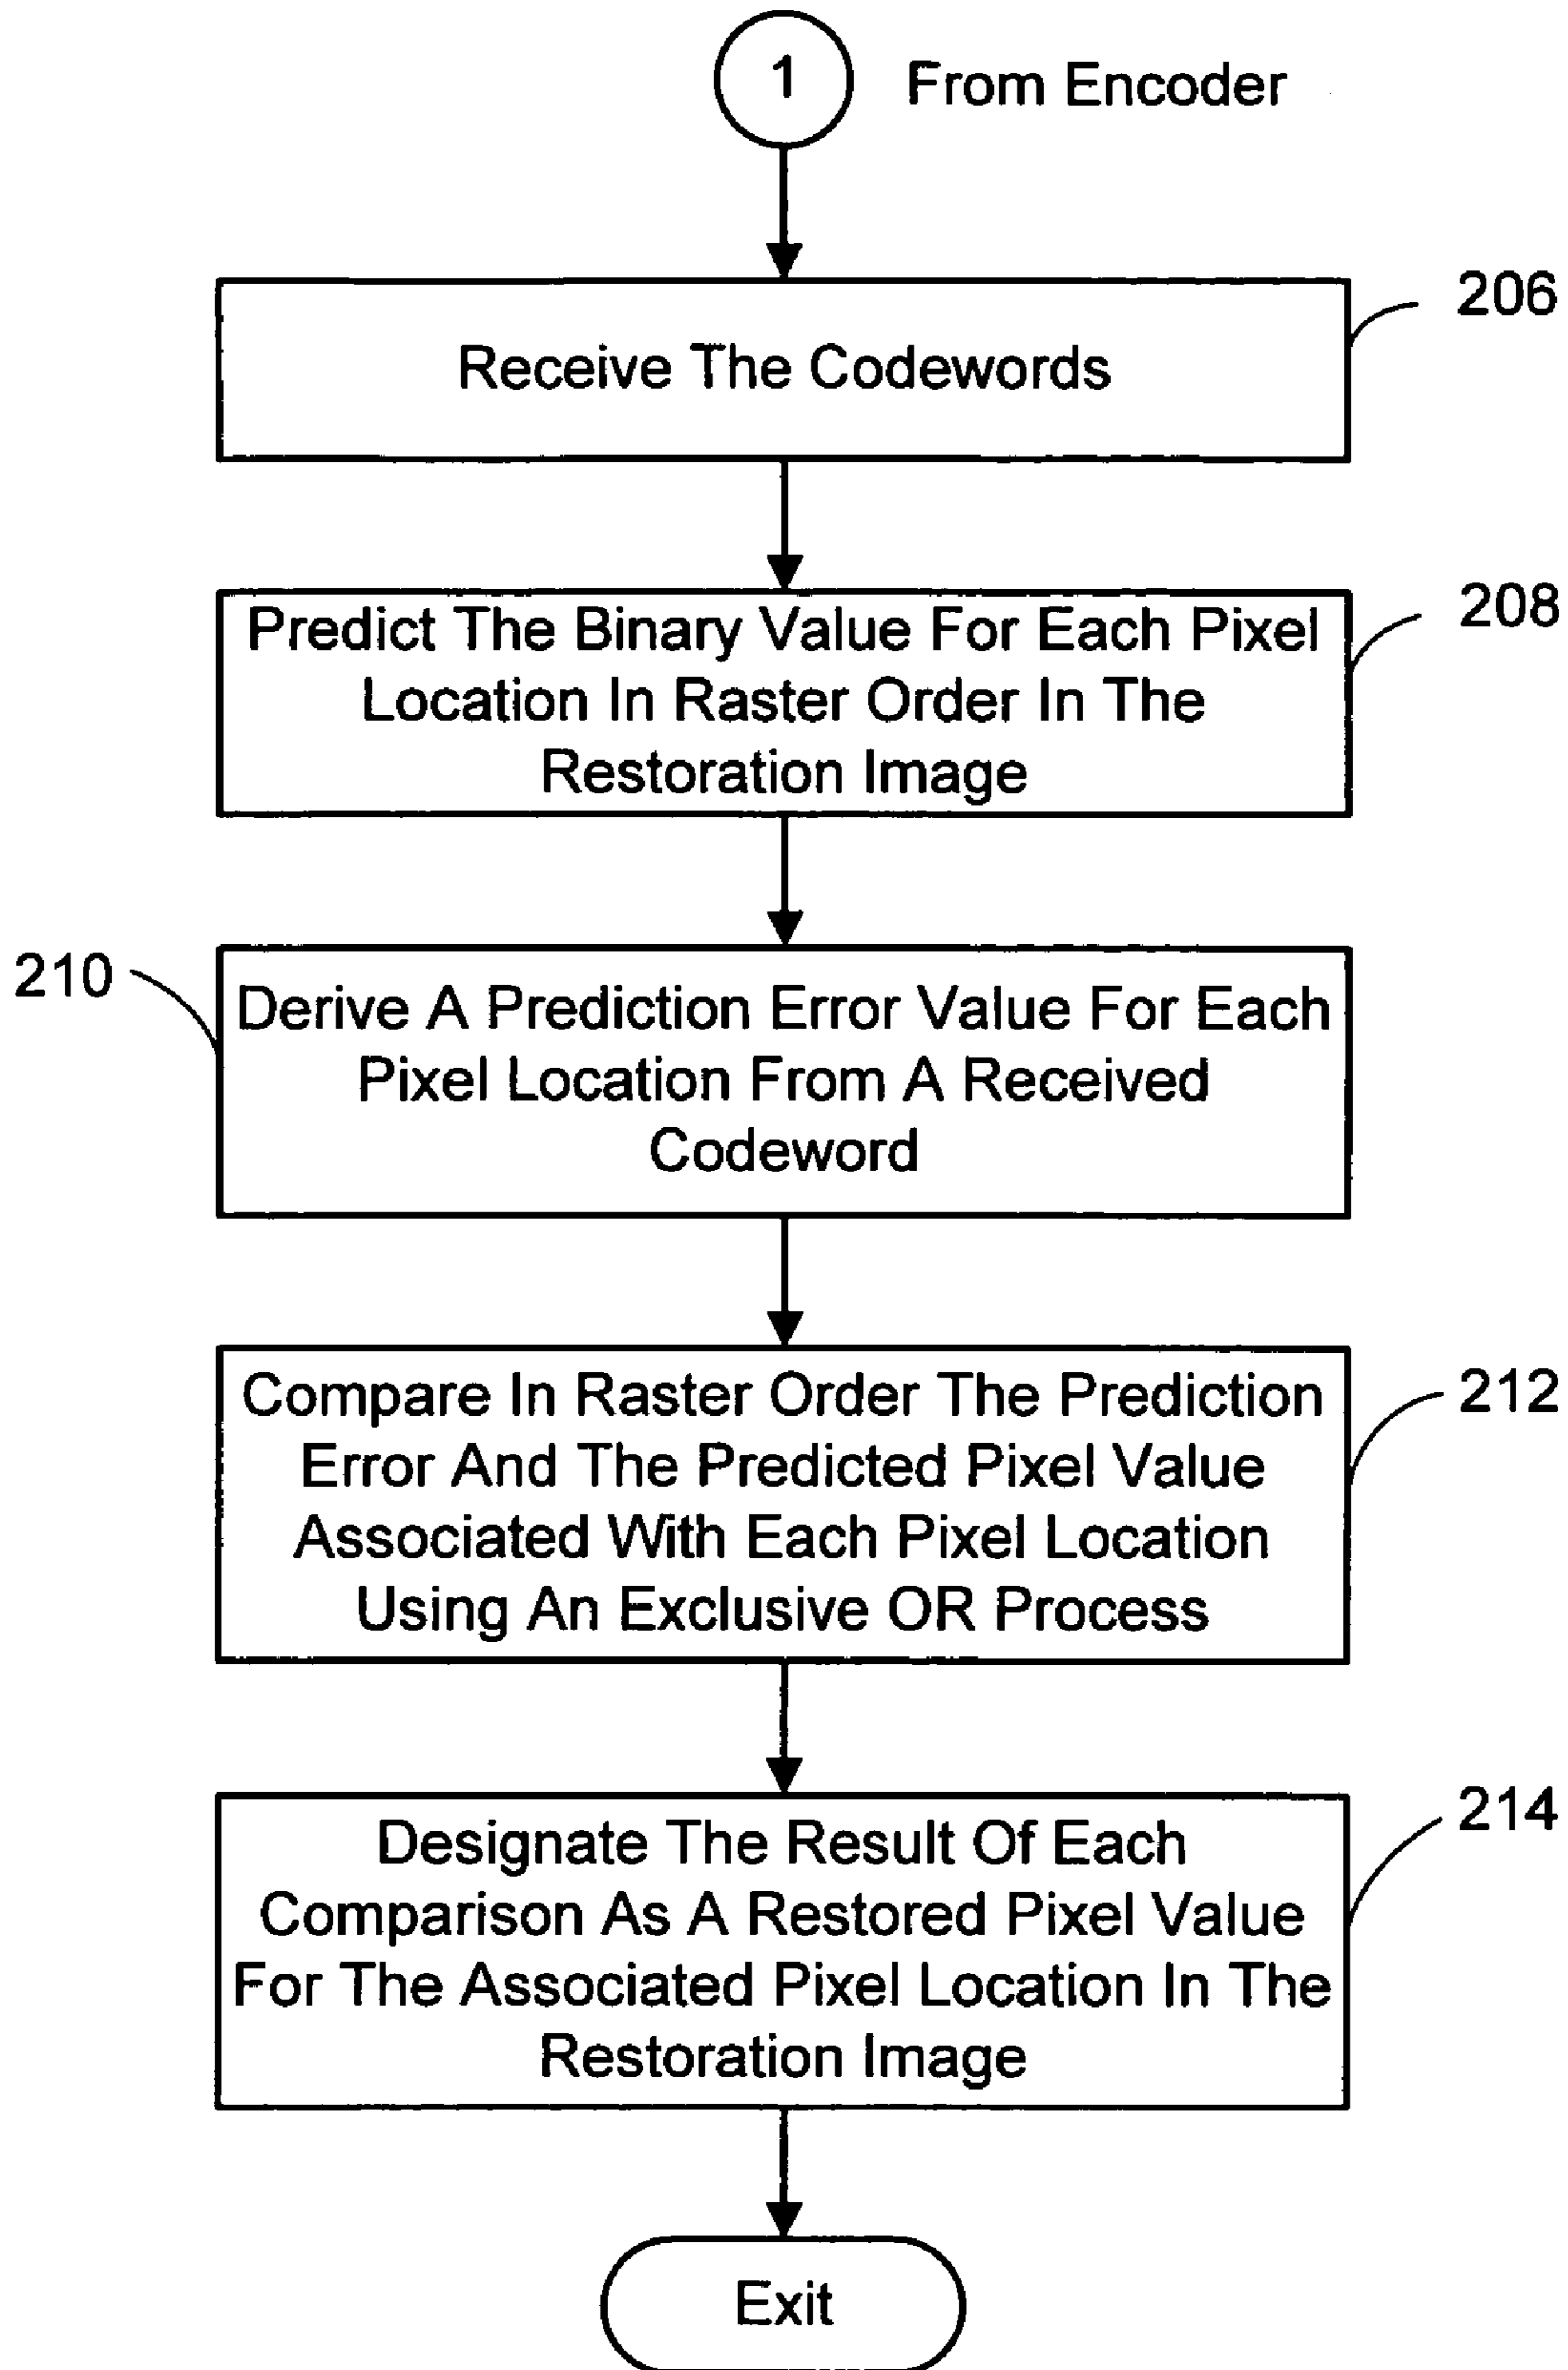 1
From Encoder
206
Receive The Codewords
208
Predict The Binary Value For Each Pixel
Location In Raster Order In The
Restoration Image
210
Derive A Prediction Error Value For Each
Pixel Location From A Received
Codeword
212
Compare In Raster Order The Prediction
Error And The Predicted Pixel Value
Associated With Each Pixel Location
Using An Exclusive OR Process
214
Designate The Result Of Each
Comparison As A Restored Pixel Value
For The Associated Pixel Location In The
Restoration Image
Exit